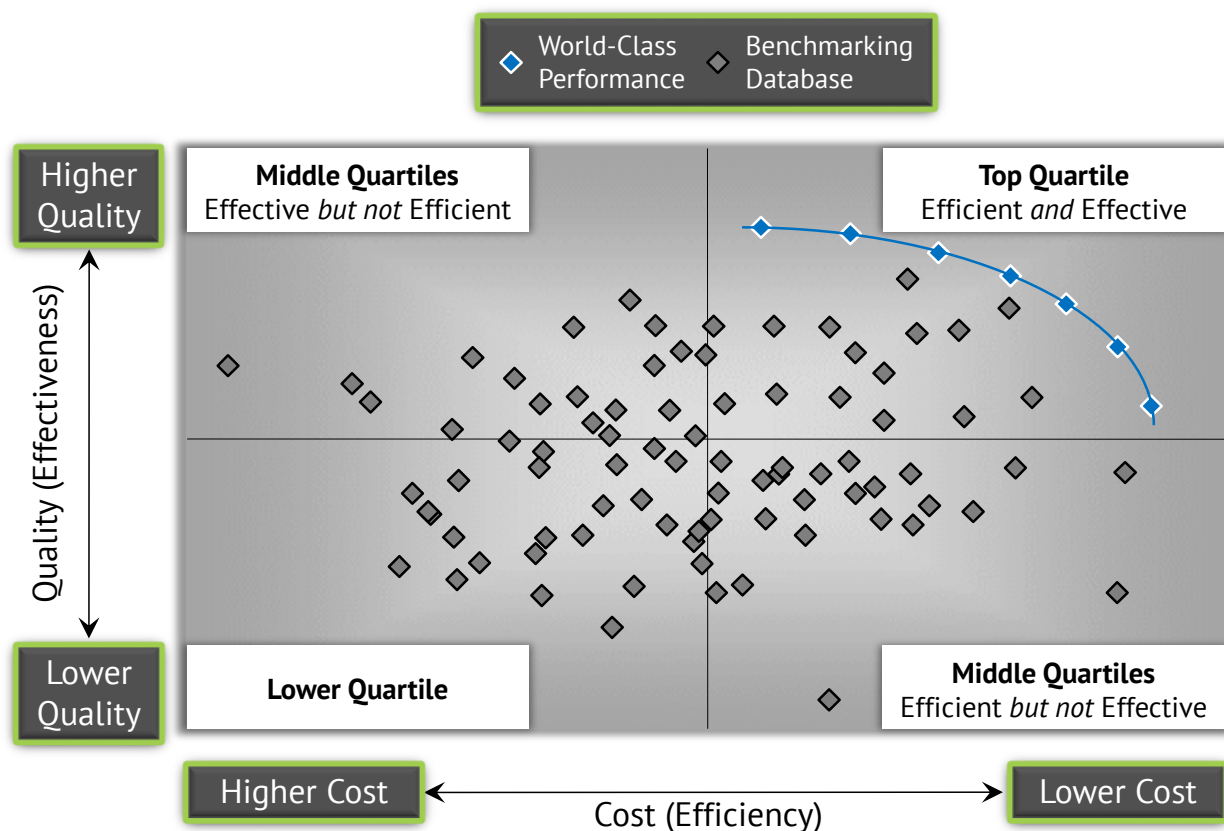 World-Class
Performance
Benchmarking
Database
Higher
Quality
Middle Quartiles
Effective but not Efficient
Top Quartile
Efficient and Effective
Quality (Effectiveness)
Lower
Quality
Lower Quartile
Middle Quartiles
Efficient but not Effective
Higher Cost
Cost (Efficiency)
Lower Cost